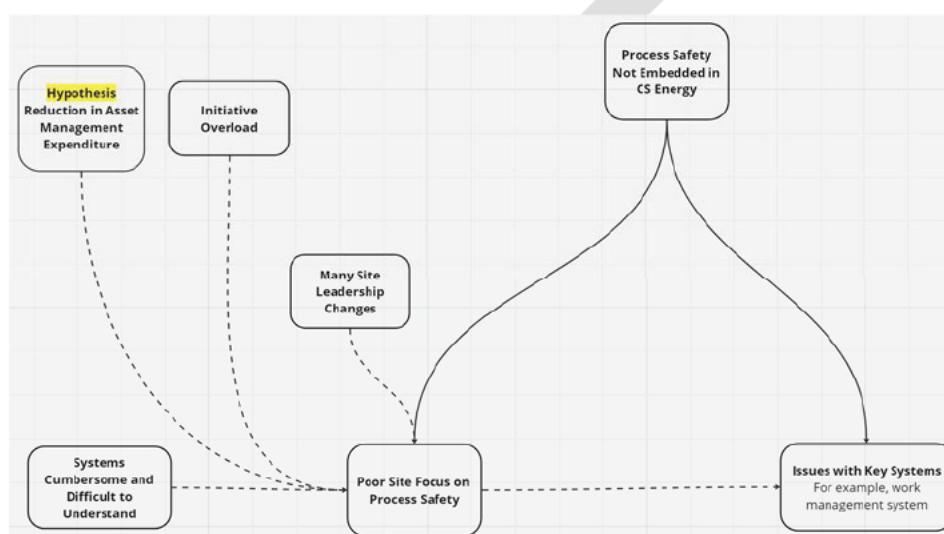 Process Safety
Not Embedded in
CS Energy
Hypothesis
Reduction in Asset
Management
Expenditure
Initiative
Overload
Many Site
Leadership
Changes
Systems
Cumbersome and
Difficult to
Understand
Poor Site Focus on
Process Safety
Issues with Key Systems
For example, work
management system